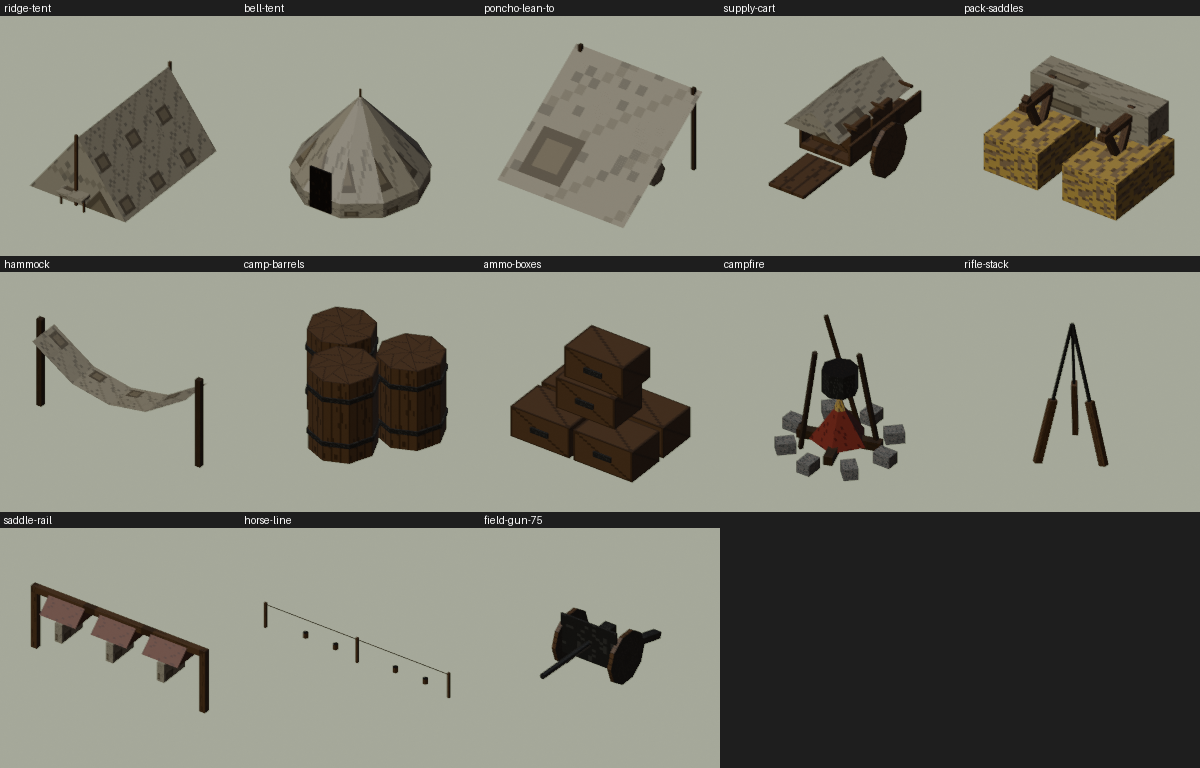 ridge-tent
bell-tent
poncho-lean-to
supply-cart
pack-saddles
hammock
camp-barrels
ammo-boxes
campfire
rifle-stack
saddle-rail
horse-line
field-gun-75